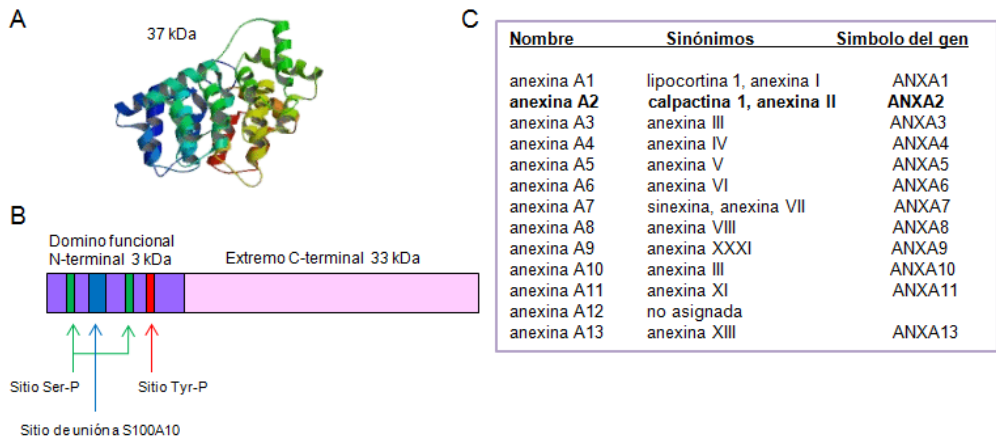 A
37 kDa
B
Domino funcional
N-terminal 3 kDa
Extremo C-terminal 33 kDa
Sitio Ser-P
Sitio Tyr-P
Sitio de unión a S100A10
C
Nombre Sinónimos Simbolo del gen
anexina A1 lipocortina 1, anexina I ANXA1
anexina A2 calpactina 1, anexina II ANXA2
anexina A3 anexina III ANXA3
anexina A4 anexina IV ANXA4
anexina A5 anexina V ANXA5
anexina A6 anexina VI ANXA6
anexina A7 sinexina, anexina VII ANXA7
anexina A8 anexina VIII ANXA8
anexina A9 anexina XXXI ANXA9
anexina A10 anexina III ANXA10
anexina A11 anexina XI ANXA11
anexina A12 no asignada
anexina A13 anexina XIII ANXA13